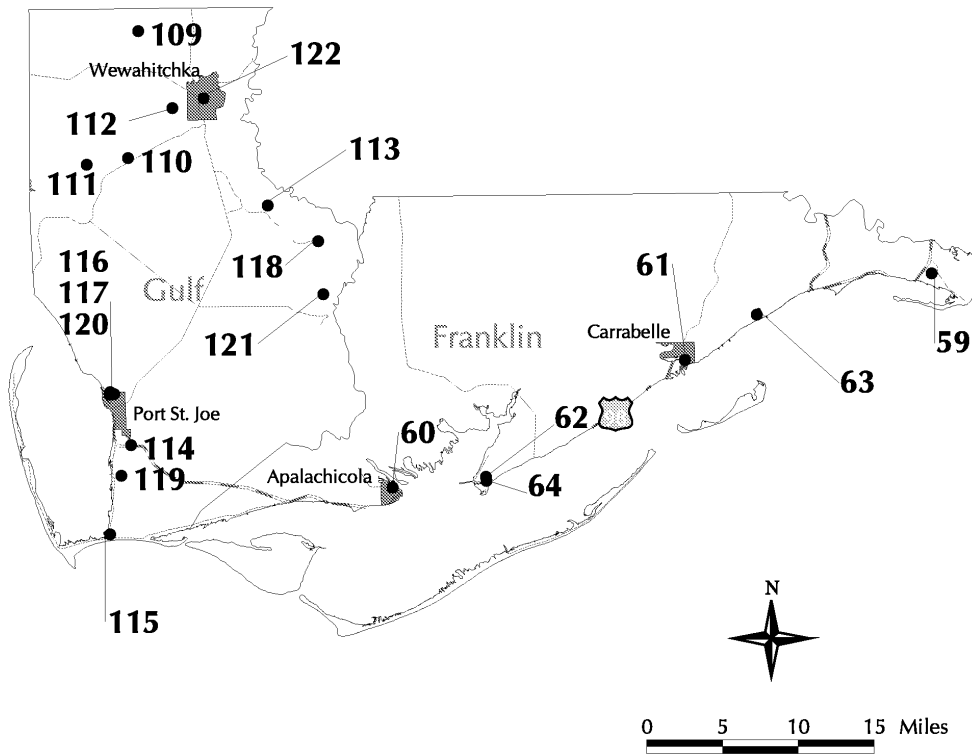 109
Wewahitchka
122
112
113
110
111
118
116
117
120
Gulf
61
121
Franklin
Carrabelle
59
63
Port St. Joe
62
60
114
119
Apalachicola
64
115
N
0 5 10 15 Miles